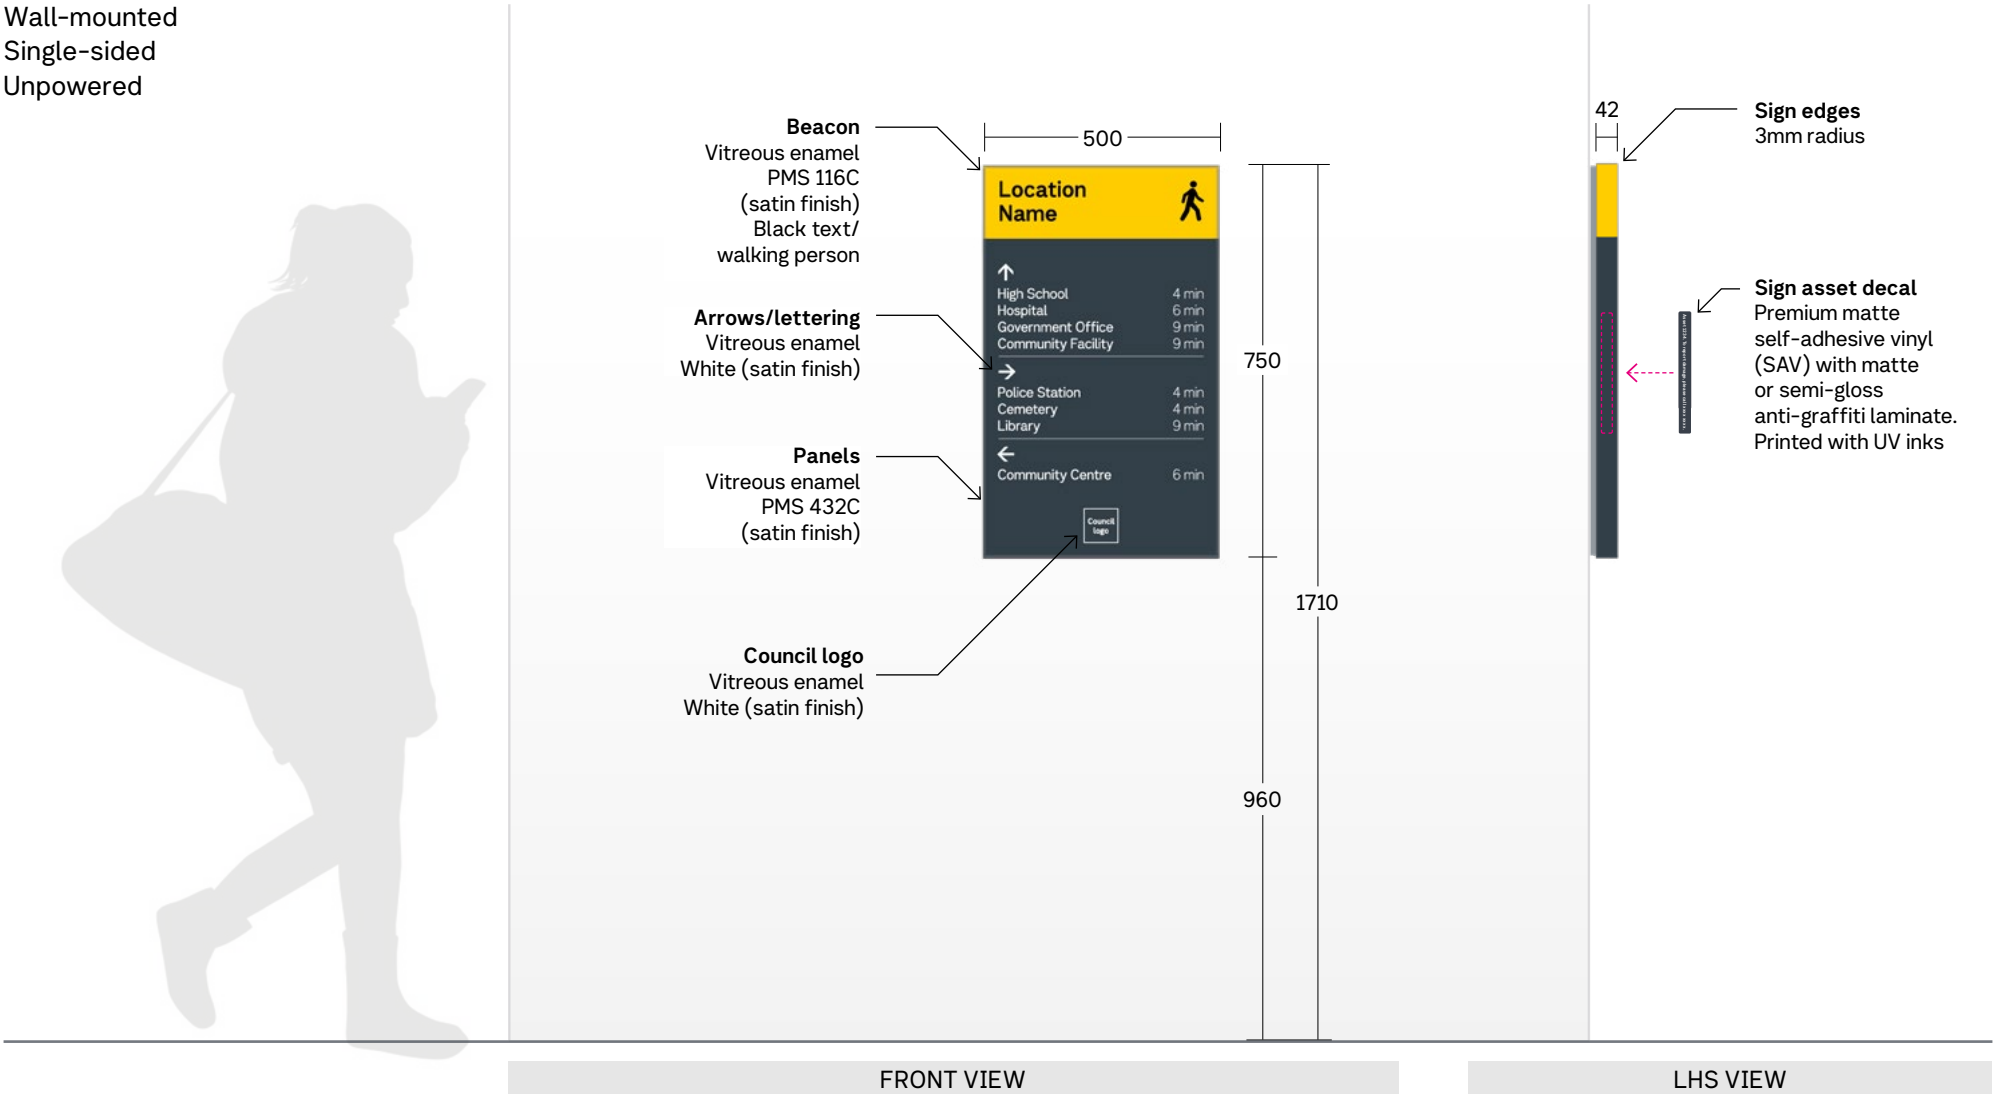 Wall-mounted
Single-sided
Unpowered
Beacon
Vitreous enamel
PMS 116C
(satin finish)
Black text/
walking person
Arrows/lettering
Vitreous enamel
White (satin finish)
Panels
Vitreous enamel
PMS 432C
(satin finish)
Council logo
Vitreous enamel
White (satin finish)
500
Location
Name
High School 4 min
Hospital 6 min
Government Office 9 min
Community Facility 9 min
Police Station 4 min
Cemetery 4 min
Library 9 min
Community Centre 6 min
Council
logo
750
1710
960
42
Sign edges
3mm radius
Sign asset decal
Premium matte
self-adhesive vinyl
(SAV) with matte
or semi-gloss
anti-graffiti laminate.
Printed with UV inks
FRONT VIEW
LHS VIEW